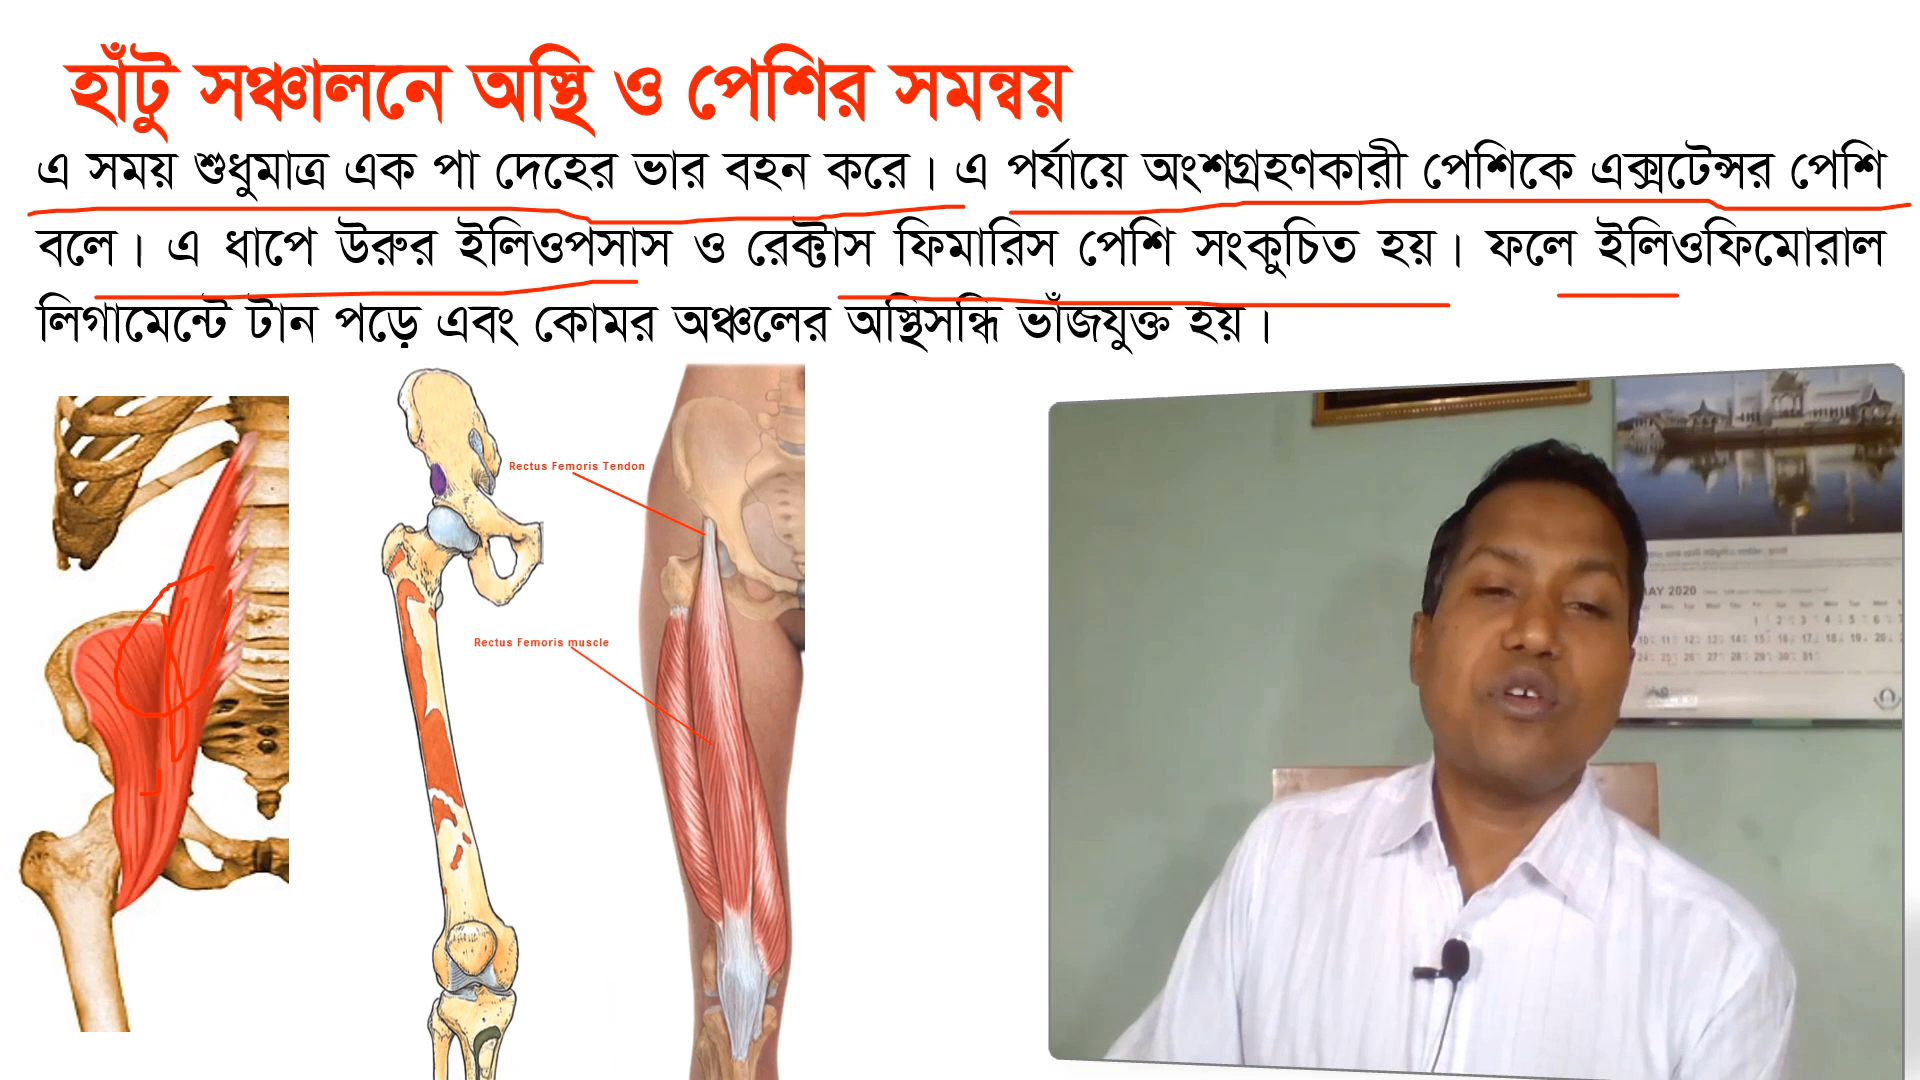 হাঁটু সঞ্চালনে অস্থি ও পেশির সমন্বয়
এ সময় শুধুমাত্র এক পা দেহের ভার বহন করে। এ পর্যায়ে অংশগ্রহণকারী পেশিকে এক্সটেন্সর পেশি
বলে। এ ধাপে উরুর ইলিওপসাস ও রেক্টাস ফিমারিস পেশি সংকুচিত হয়। ফলে ইলিওফিমোরাল
লিগামেন্টে টান পড়ে এবং কোমর অঞ্চলের অস্থিসন্ধি ভাঁজযুক্ত হয়।
Rectus Femoris Tendon
Rectus Femoris muscle
MAY 2020